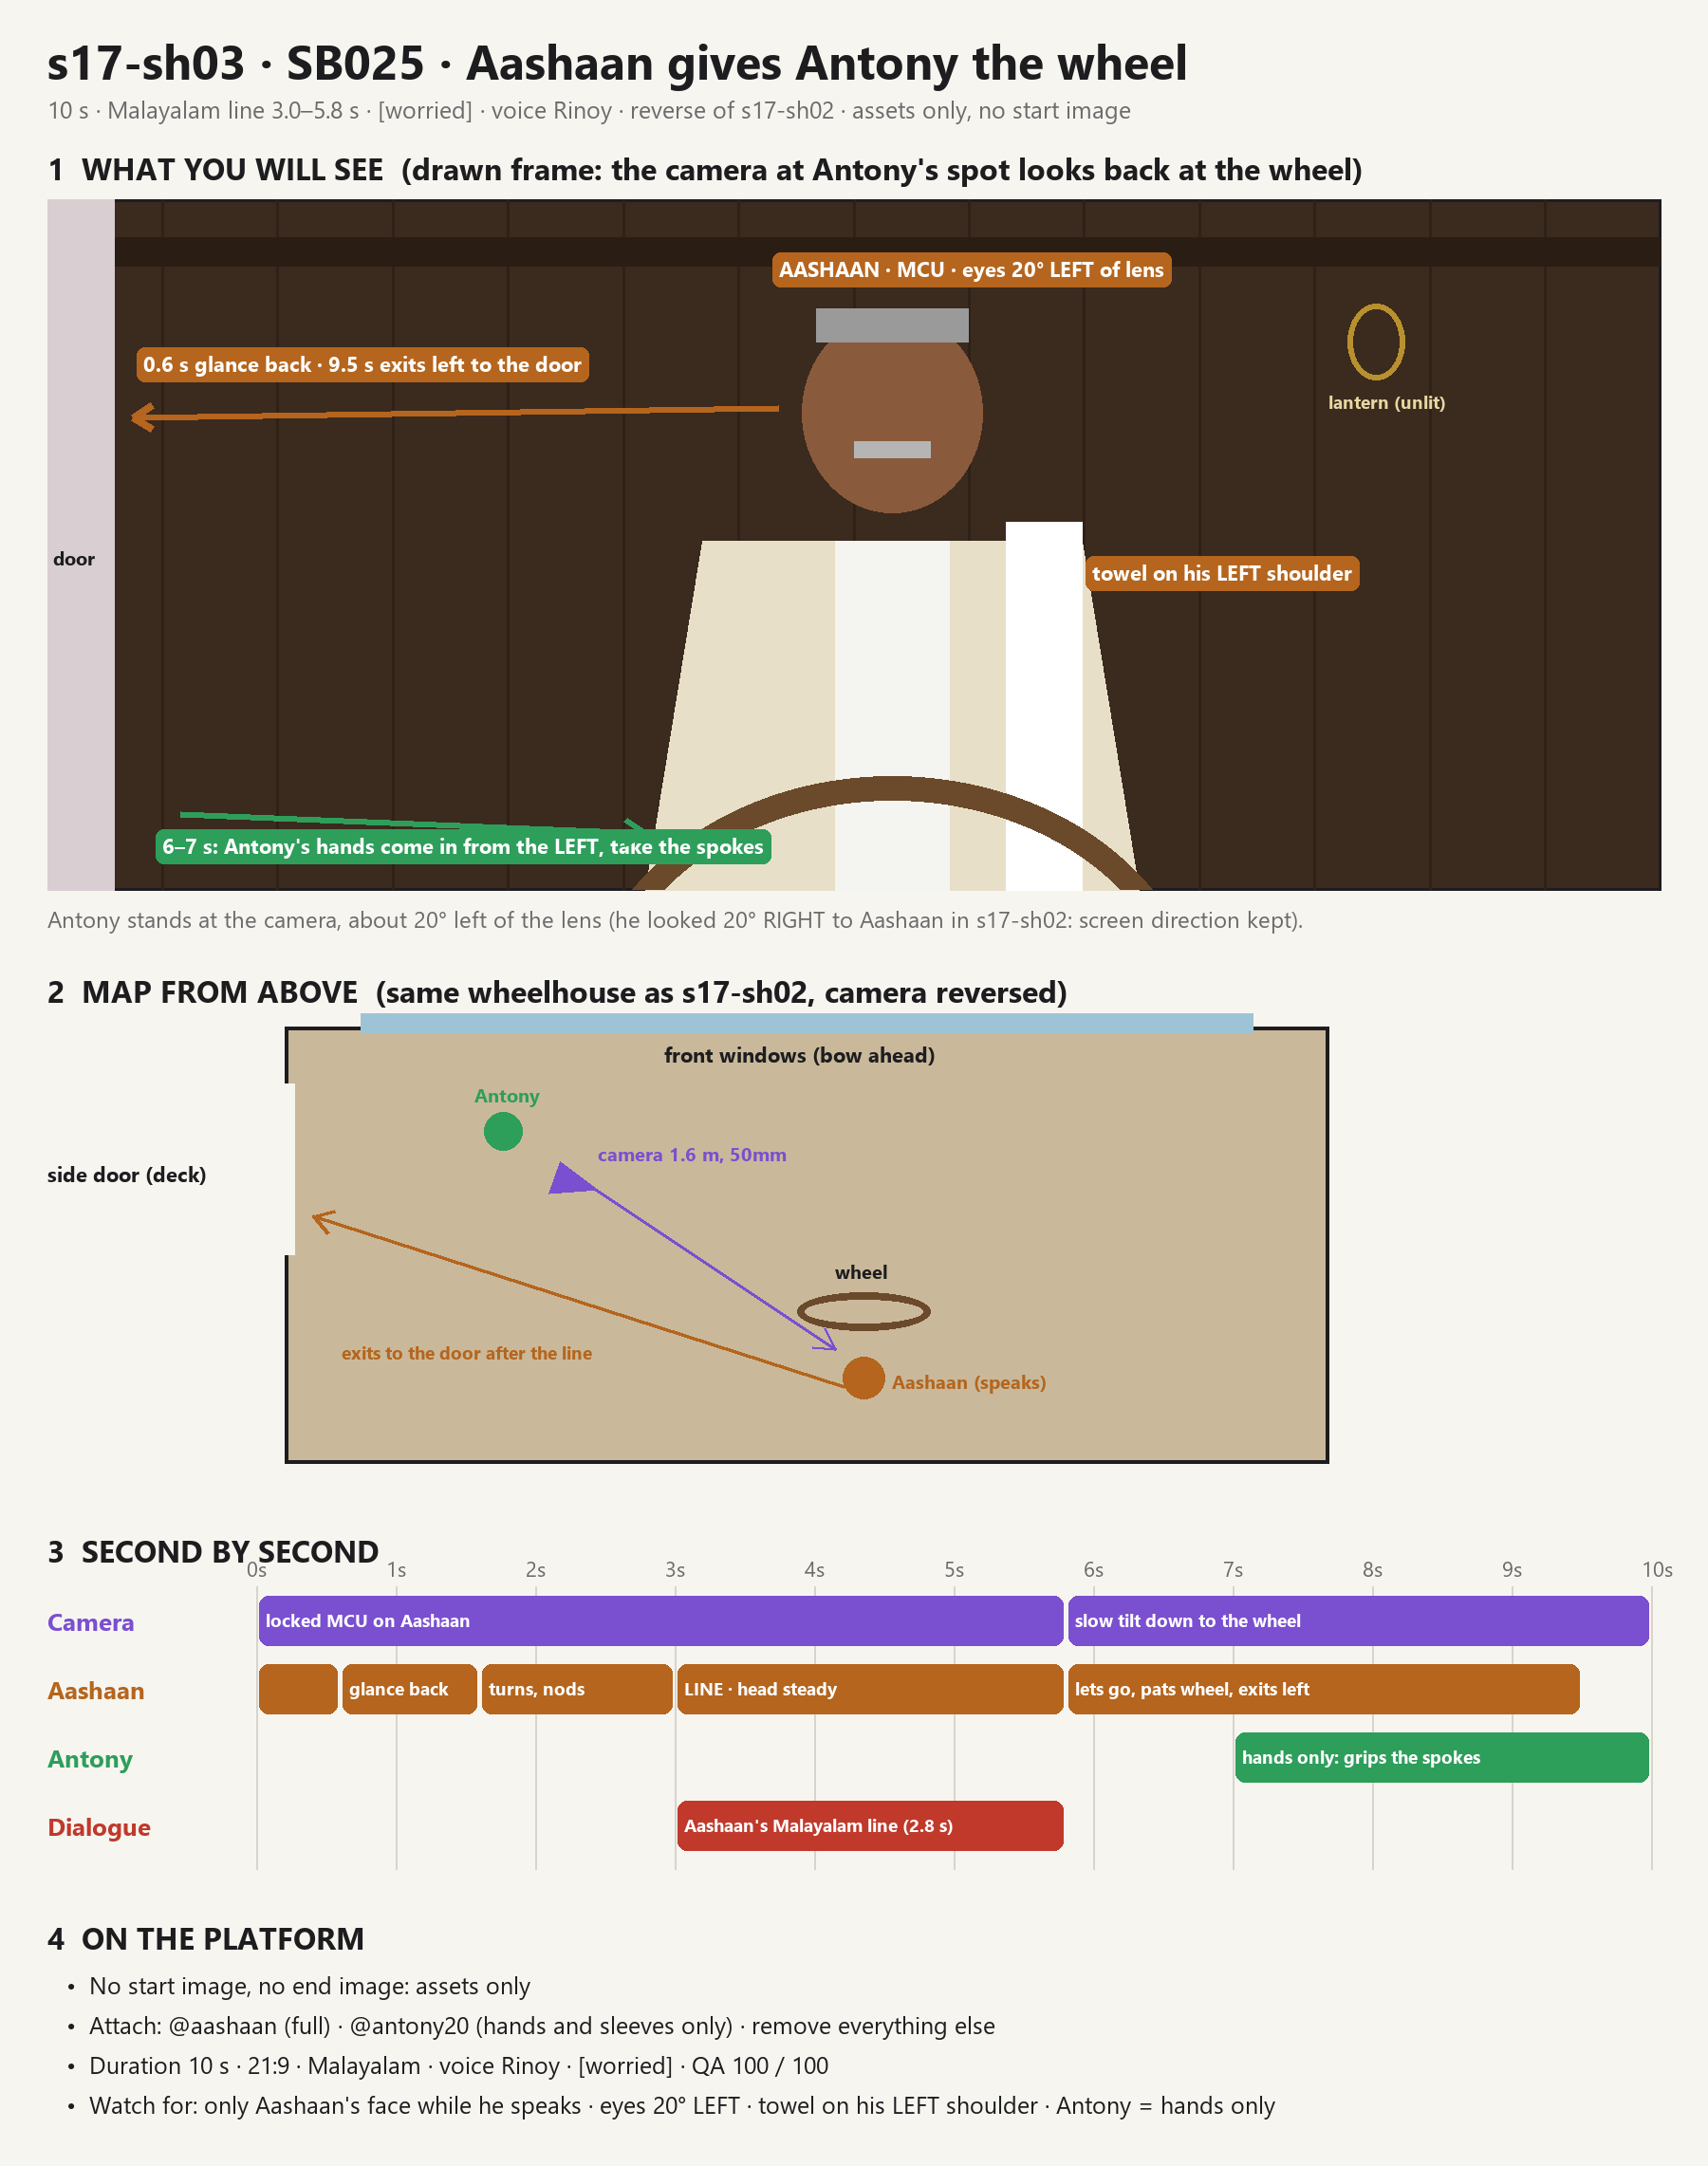 s17-sh03 · SB025 · Aashaan gives Antony the wheel
10 s · Malayalam line 3.0–5.8 s · [worried] · voice Rinoy · reverse of s17-sh02 · assets only, no start image
1 WHAT YOU WILL SEE (drawn frame: the camera at Antony's spot looks back at the wheel)
AASHAAN · MCU · eyes 20° LEFT of lens
0.6 s glance back · 9.5 s exits left to the door
lantern (unlit)
door
towel on his LEFT shoulder
6–7 s: Antony's hands come in from the LEFT, take the spokes
Antony stands at the camera, about 20° left of the lens (he looked 20° RIGHT to Aashaan in s17-sh02: screen direction kept).
2 MAP FROM ABOVE (same wheelhouse as s17-sh02, camera reversed)
front windows (bow ahead)
Antony
camera 1.6 m, 50mm
side door (deck)
wheel
exits to the door after the line
Aashaan (speaks)
3 SECOND BY SECOND
0s 1s 2s 3s 4s 5s 6s 7s 8s 9s 10s
Camera locked MCU on Aashaan slow tilt down to the wheel
Aashaan glance back turns, nods LINE · head steady lets go, pats wheel, exits left
Antony hands only: grips the spokes
Dialogue Aashaan's Malayalam line (2.8 s)
4 ON THE PLATFORM
• No start image, no end image: assets only
• Attach: @aashaan (full) · @antony20 (hands and sleeves only) · remove everything else
• Duration 10 s · 21:9 · Malayalam · voice Rinoy · [worried] · QA 100 / 100
• Watch for: only Aashaan's face while he speaks · eyes 20° LEFT · towel on his LEFT shoulder · Antony = hands only